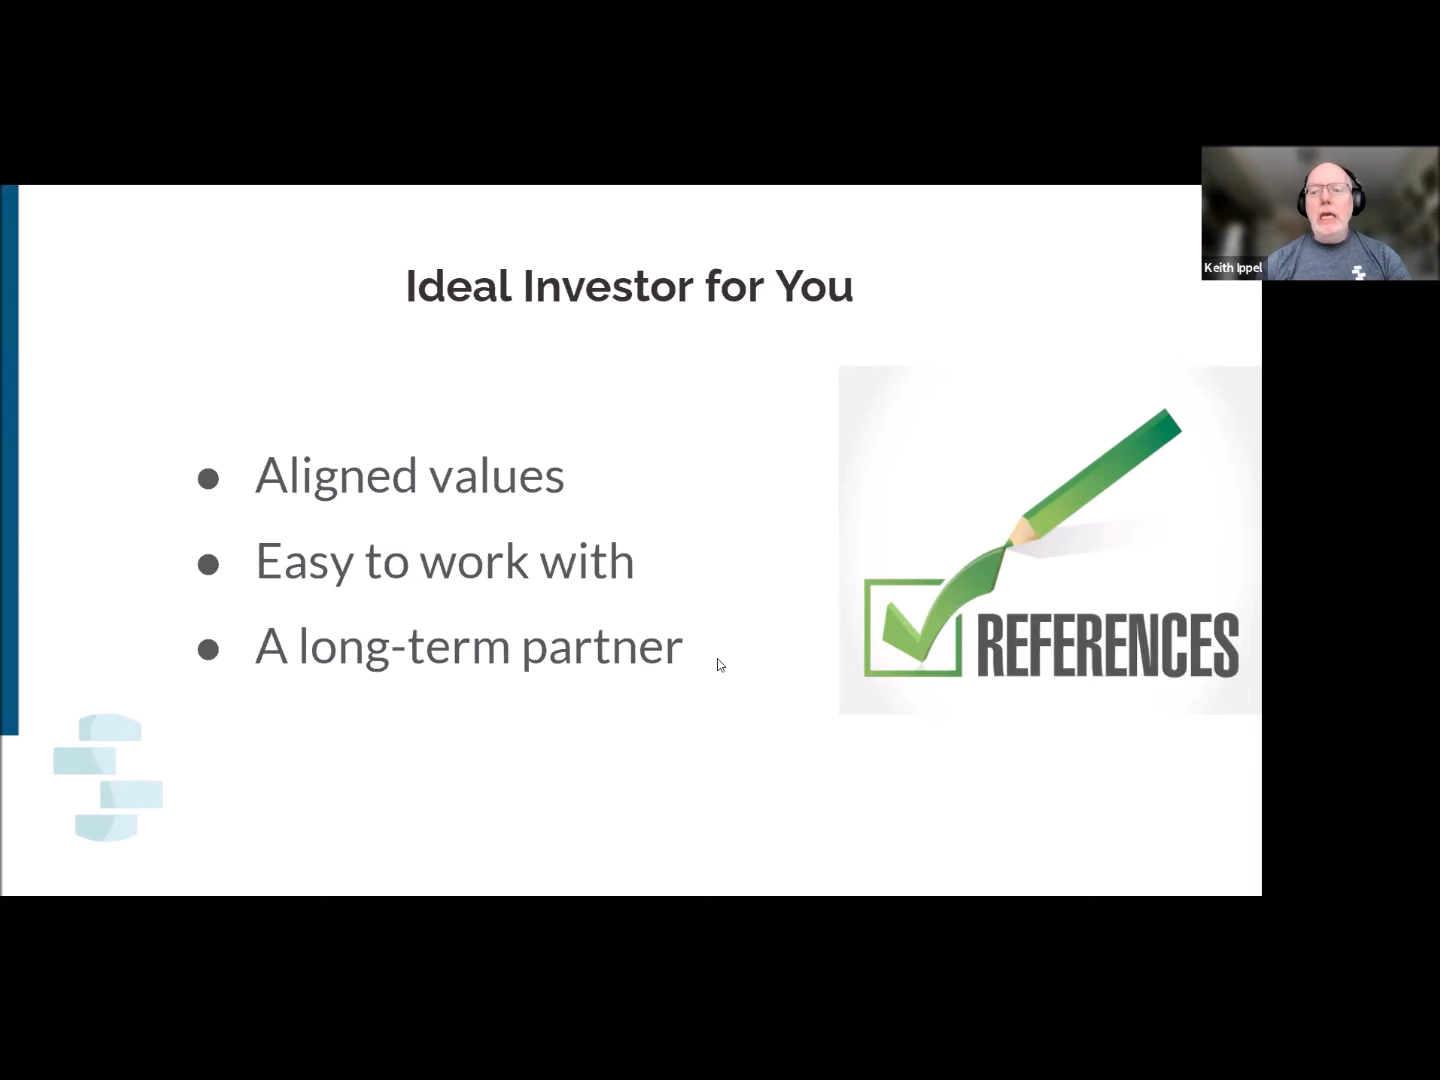 Keith Ippel
Ideal Investor for You
● Aligned values
● Easy to work with
● A long-term partner
REFERENCES